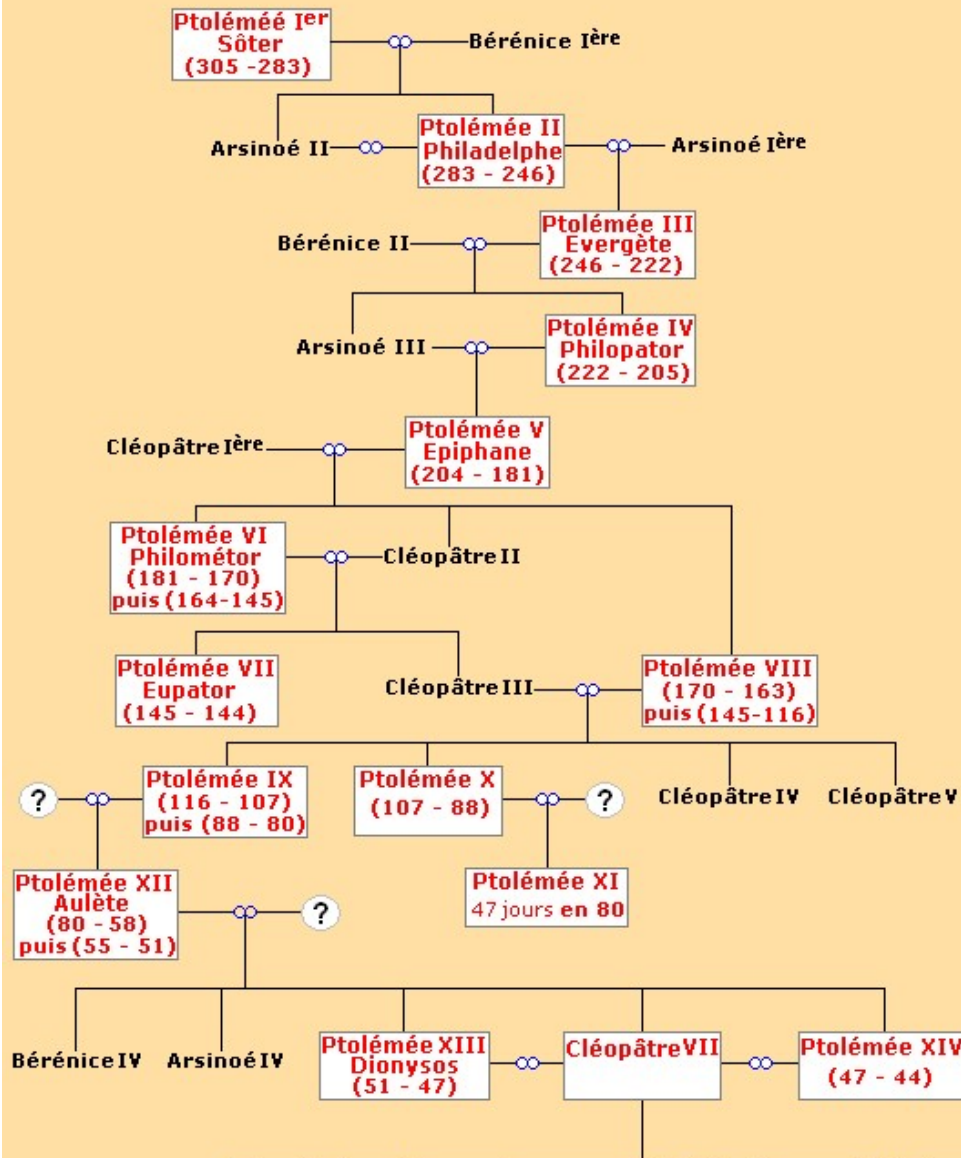 Ptoléméé Ier
Sôter
(305 -283)
Bérénice Ière
Arsinoé II
Ptolémée II
Philadelphe
(283 - 246)
Arsinoé Ière
Bérénice II
Ptolémée III
Evergète
(246 - 222)
Arsinoé III
Ptolémée IV
Philopator
(222 - 205)
Cléopâtre Ière
Ptolémée V
Epiphane
(204 - 181)
Ptolémée VI
Philométor
(181 - 170)
puis (164-145)
Cléopâtre II
Ptolémée VII
Eupator
(145 - 144)
Cléopâtre III
Ptolémée VIII
(170 - 163)
puis (145-116)
?
Ptolémée IX
(116 - 107)
puis (88 - 80)
Ptolémée X
(107 - 88)
?
Cléopâtre IV
Cléopâtre V
Ptolémée XII
Aulète
(80 - 58)
puis (55 - 51)
?
Ptolémée XI
47 jours en 80
Bérénice IV
Arsinoé IV
Ptolémée XIII
Dionysos
(51 - 47)
Cléopâtre VII
Ptolémée XIV
(47 - 44)